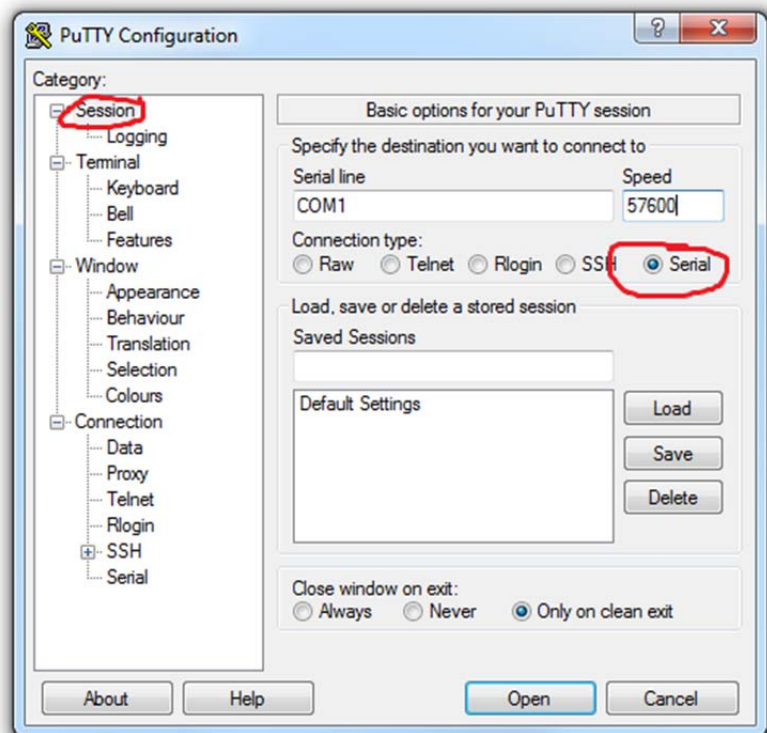 PuTTY Configuration
Category:
Session
Logging
Terminal
Keyboard
Bell
Features
Window
Appearance
Behaviour
Translation
Selection
Colours
Connection
Data
Proxy
Telnet
Rlogin
SSH
Serial
Basic options for your PuTTY session
Specify the destination you want to connect to
Serial line Speed
COM1 57600
Connection type:
Raw Telnet Rlogin SSH Serial
Load, save or delete a stored session
Saved Sessions
Default Settings
Load
Save
Delete
Close window on exit:
Always Never Only on clean exit
About Help Open Cancel